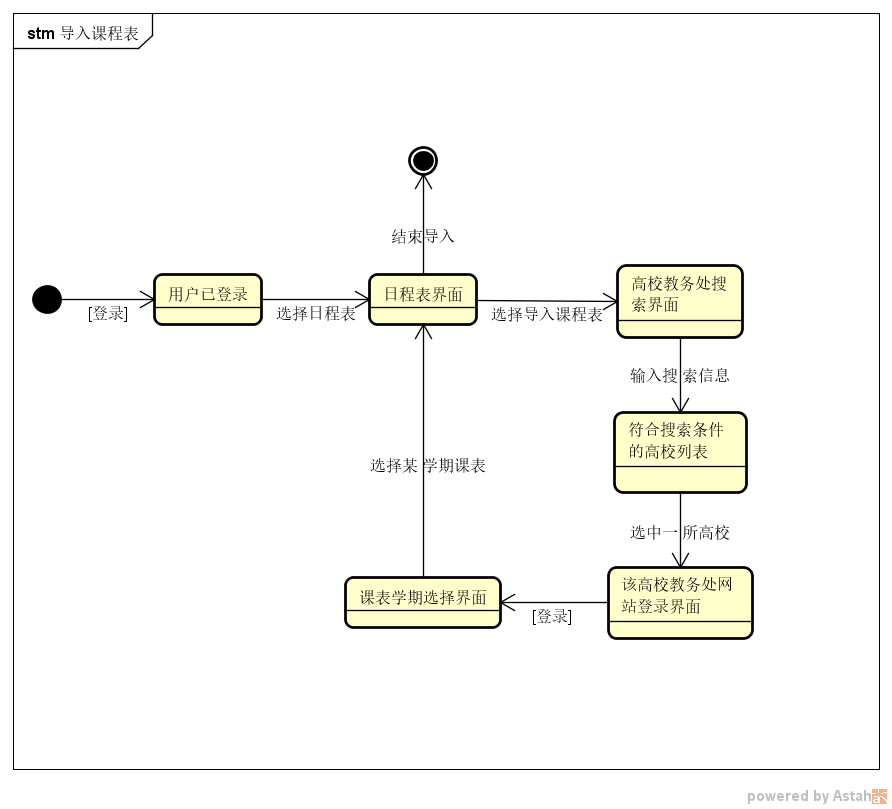 stm 导入课程表
结束导入
用户已登录
日程表界面
高校教务处搜
索界面
[登录]
选择日程表
选择导入课程表
输入搜索信息
符合搜索条件
的高校列表
选择某学期课表
选中一所高校
课表学期选择界面
该高校教务处网
站登录界面
[登录]
powered by Astah